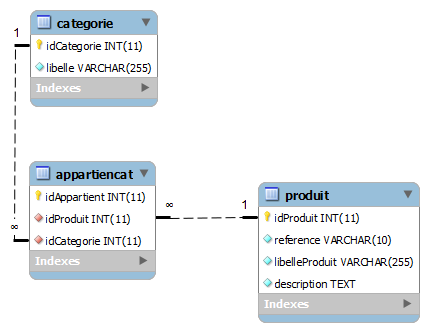 categorie
1
idCategorie INT(11)
libelle VARCHAR(255)
Indexes
appartiencat
idAppartient INT(11)
idProduit INT(11)
idCategorie INT(11)
Indexes
∞
∞
1
produit
idProduit INT(11)
reference VARCHAR(10)
libelleProduit VARCHAR(255)
description TEXT
Indexes